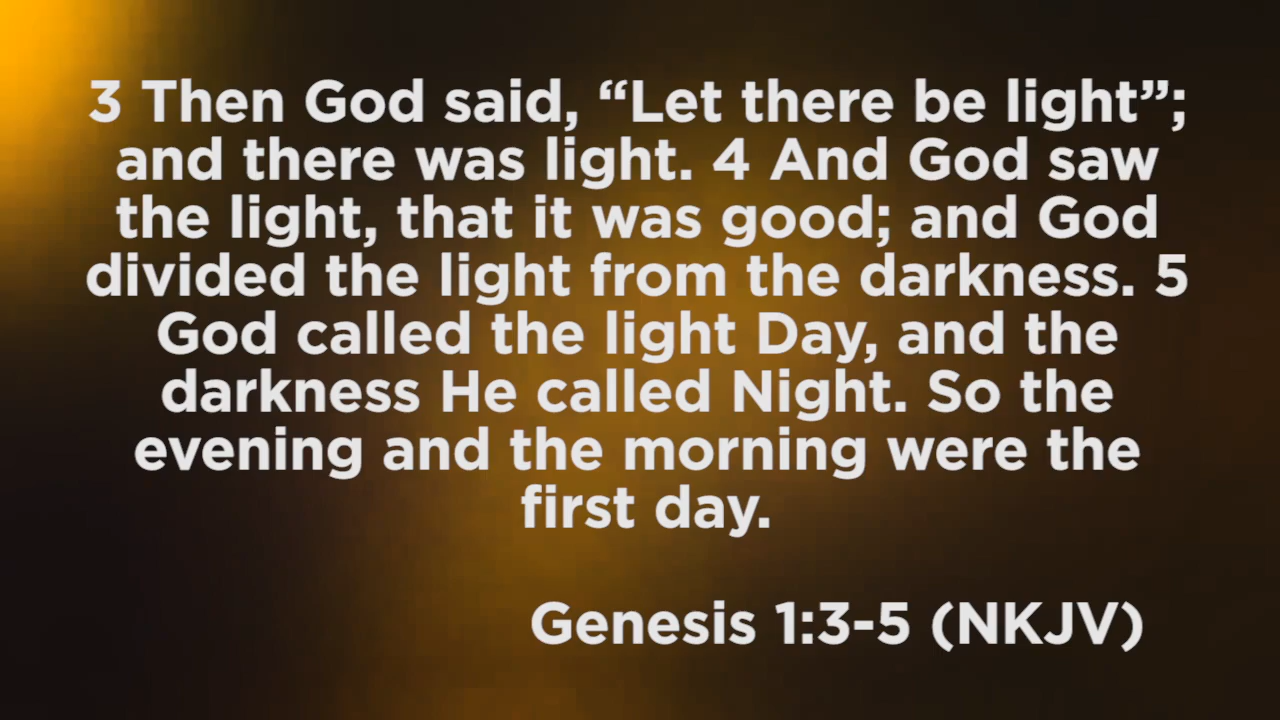 3 Then God said, “Let there be light”;
and there was light. 4 And God saw
the light, that it was good; and God
divided the light from the darkness. 5
God called the light Day, and the
darkness He called Night. So the
evening and the morning were the
first day.
Genesis 1:3-5 (NKJV)